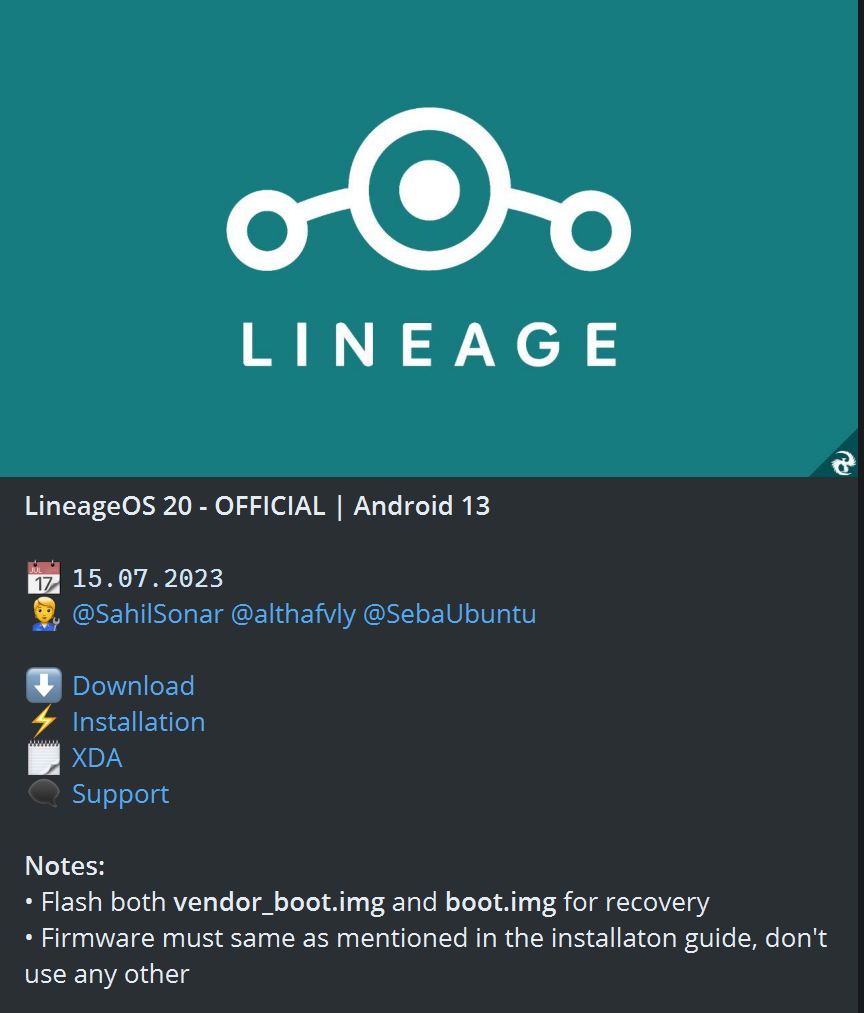 LINEAGE
LineageOS 20 - OFFICIAL | Android 13
JUL
17
15.07.2023
@SahilSonar @althafvly @SebaUbuntu
Download
Installation
XDA
Support
Notes:
• Flash both vendor_boot.img and boot.img for recovery
• Firmware must same as mentioned in the installaton guide, don't
use any other